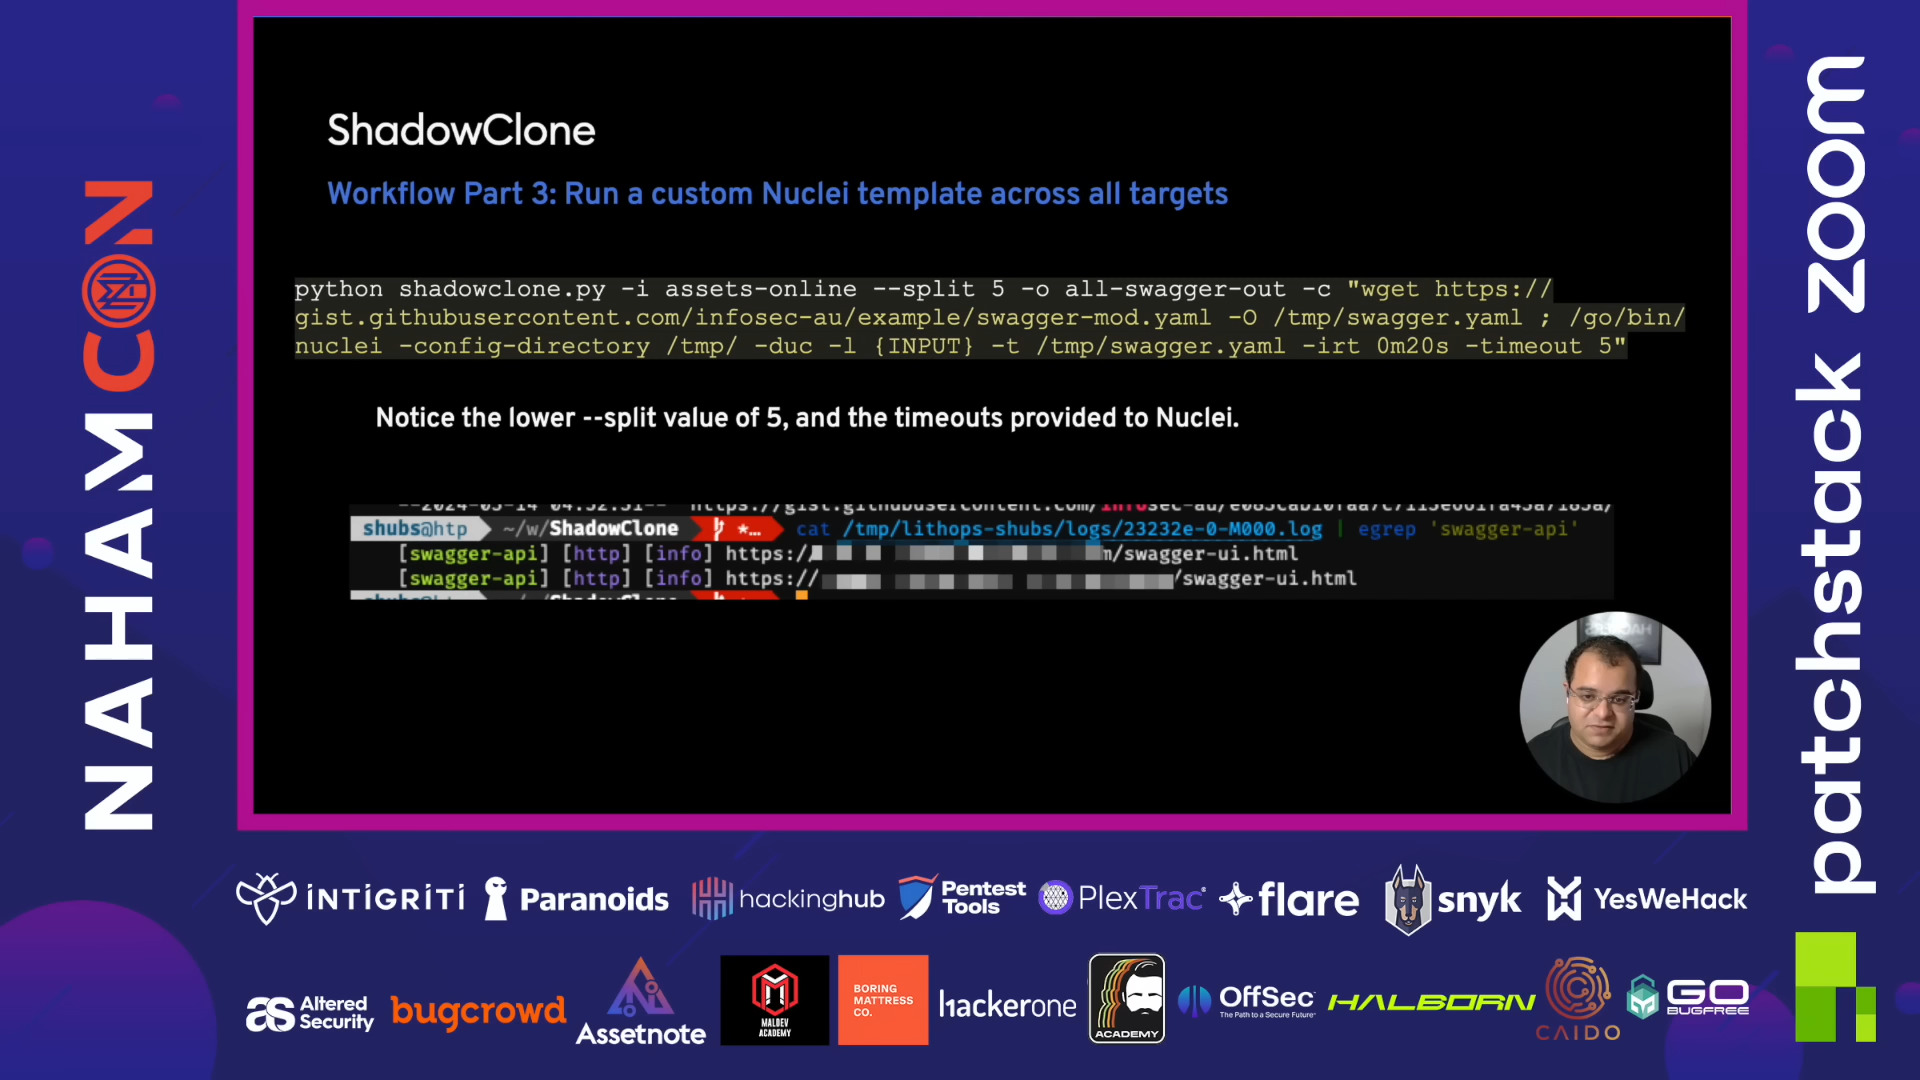 NAHAMCON
ShadowClone
Workflow Part 3: Run a custom Nuclei template across all targets
python shadowclone.py -i assets-online --split 5 -o all-swagger-out -c "wget https://
gist.githubusercontent.com/infosec-au/example/swagger-mod.yaml -O /tmp/swagger.yaml ; /go/bin/
nuclei -config-directory /tmp/ -duc -l {INPUT} -t /tmp/swagger.yaml -irt 0m20s -timeout 5"
Notice the lower --split value of 5, and the timeouts provided to Nuclei.
shubs@htp ~/w/ShadowClone *… cat /tmp/lithops-shubs/logs/23232e-0-M000.log | egrep 'swagger-api'
[swagger-api] [http] [info] https:// m/swagger-ui.html
[swagger-api] [http] [info] https:// /swagger-ui.html
patchstack zoom
INTIGRITI Paranoids hackinghub Pentest Tools PlexTrac flare snyk YesWeHack
Altered Security
bugcrowd
Assetnote
MALDEV ACADEMY
BORING MATTRESS CO.
hackerone
ACADEMY
OffSec
The Path to a Secure Future
HALBORN
CAIDO
GO BUGFREE